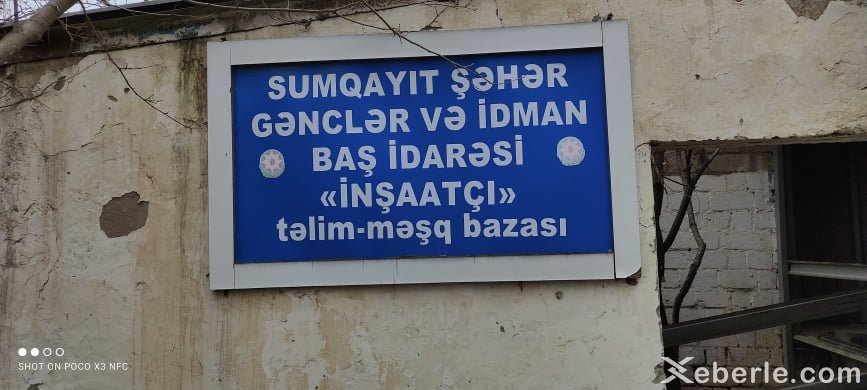 SUMQAYIT ŞƏHƏR
GƏNCLƏR VƏ İDMAN
BAŞ İDARƏSİ
«İNŞAATÇI»
təlim-məşq bazası
SHOT ON POCO X3 NFC
Xeberle.com